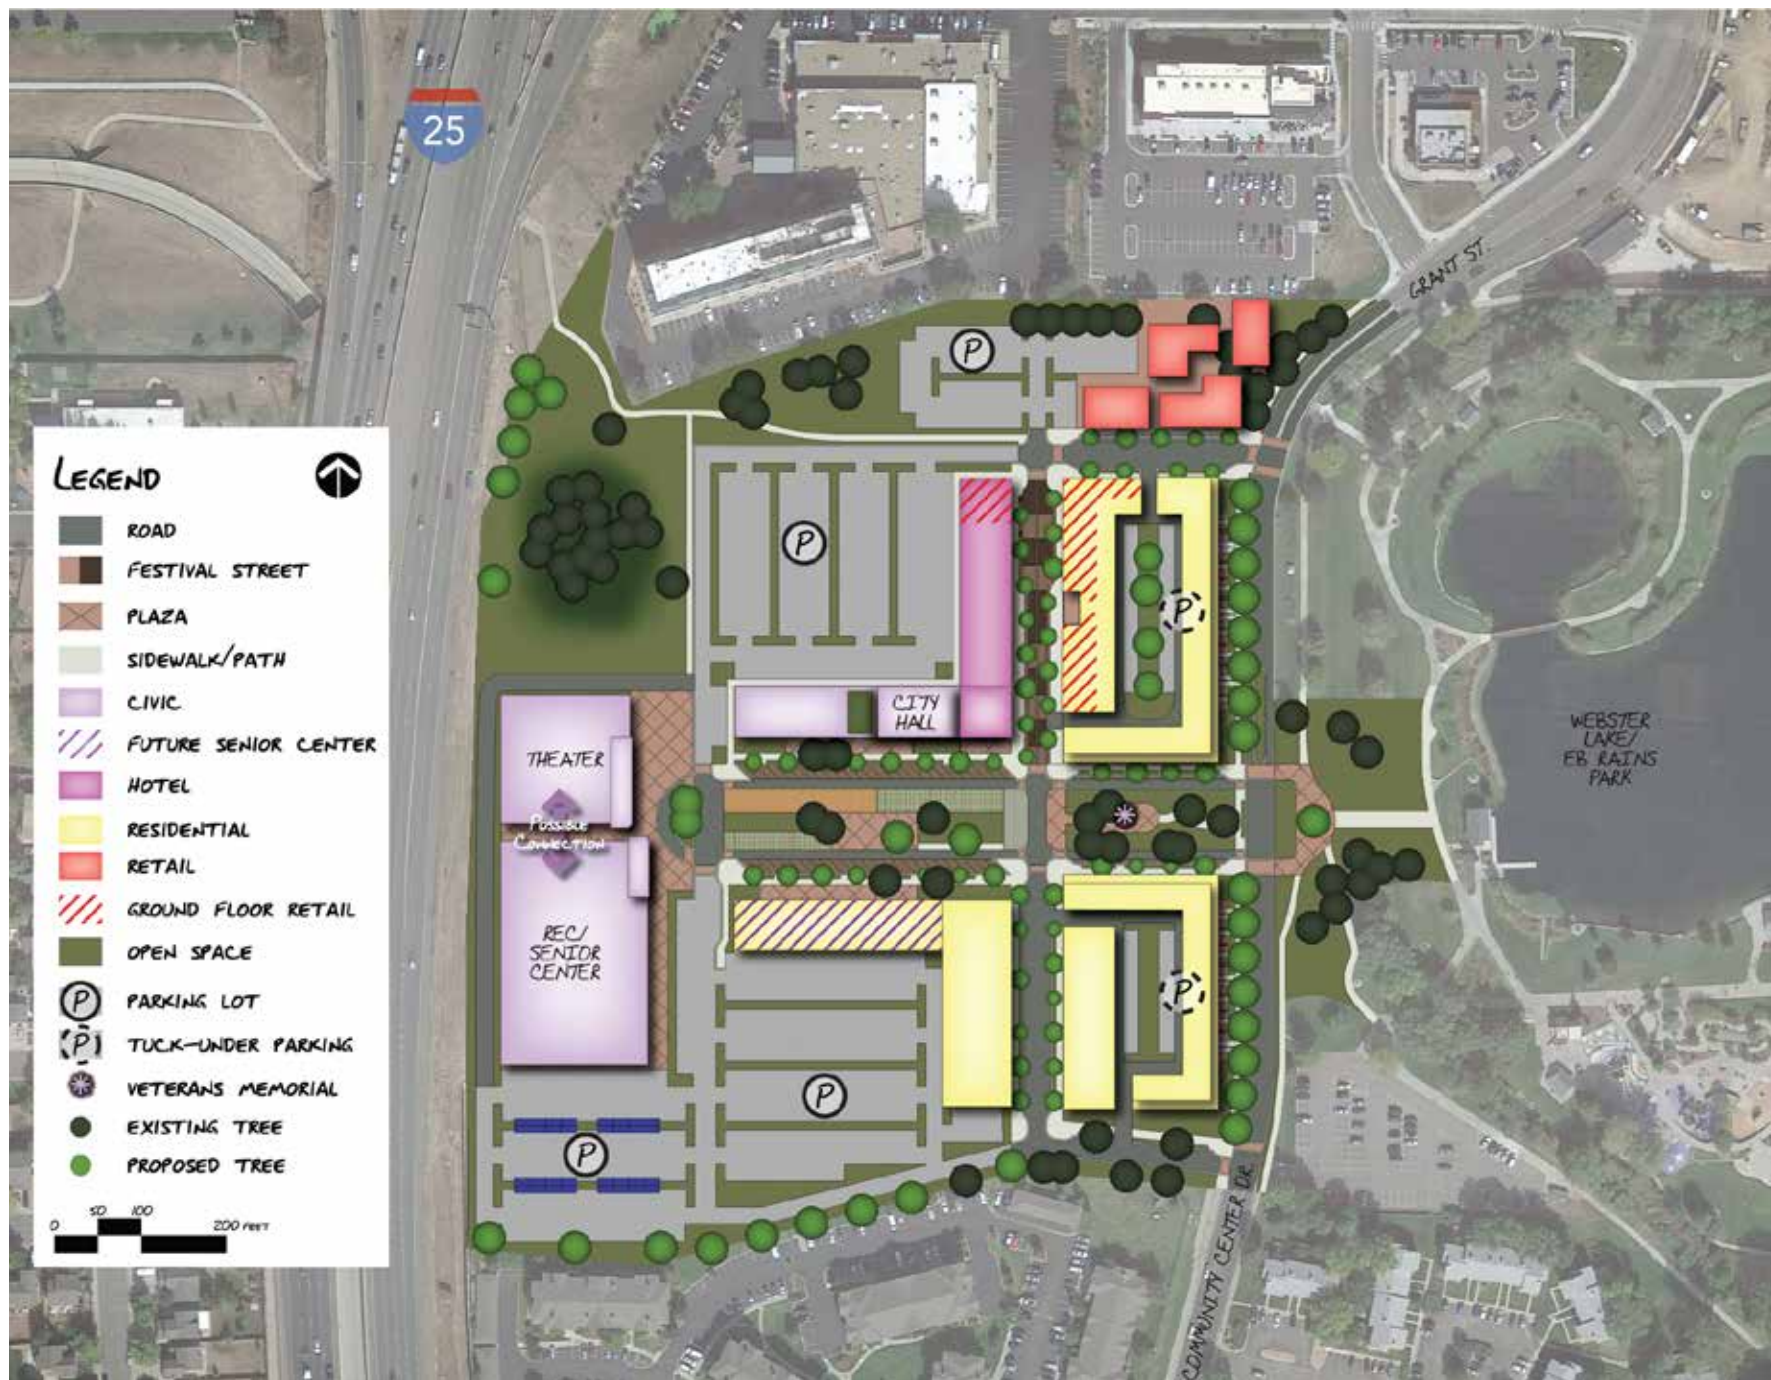 25
GRANT ST.
LEGEND
ROAD
FESTIVAL STREET
PLAZA
SIDEWALK/PATH
CIVIC
FUTURE SENIOR CENTER
HOTEL
RESIDENTIAL
RETAIL
GROUND FLOOR RETAIL
OPEN SPACE
P PARKING LOT
P TUCK-UNDER PARKING
VETERANS MEMORIAL
EXISTING TREE
PROPOSED TREE
0 50 100 200 FEET
P
P
P
CITY
HALL
THEATER
POSSIBLE
CONNECTION
REC/
SENIOR
CENTER
WEBSTER
LAKE/
EB RAINS
PARK
P
P
P
COMMUNITY CENTER DR.